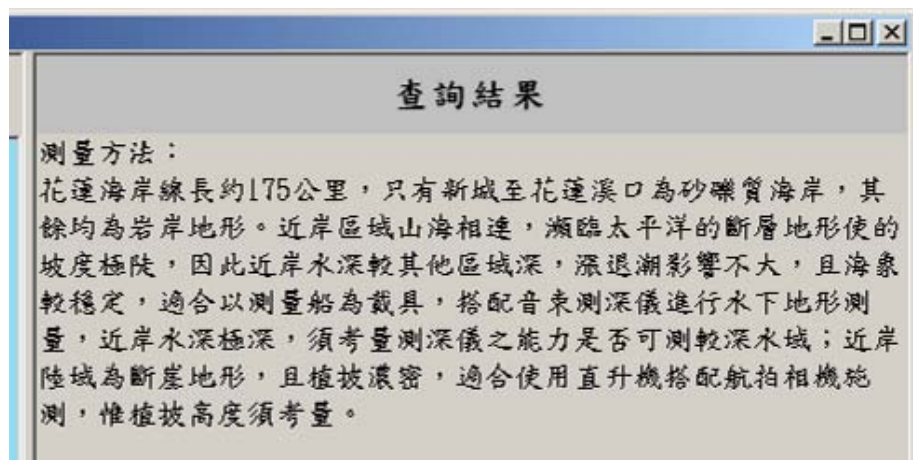 查詢結果
測量方法：
花蓮海岸線長約175公里，只有新城至花蓮溪口為砂礫質海岸，其
餘均為岩岸地形。近岸區域山海相連，瀕臨太平洋的斷層地形使的
坡度極陡，因此近岸水深較其他區域深，漲退潮影響不大，且海象
較穩定，適合以測量船為載具，搭配音束測深儀進行水下地形測
量，近岸水深極深，須考量測深儀之能力是否可測較深水域；近岸
陸域為斷崖地形，且植披濃密，適合使用直升機搭配航拍相機施
測，惟植披高度須考量。